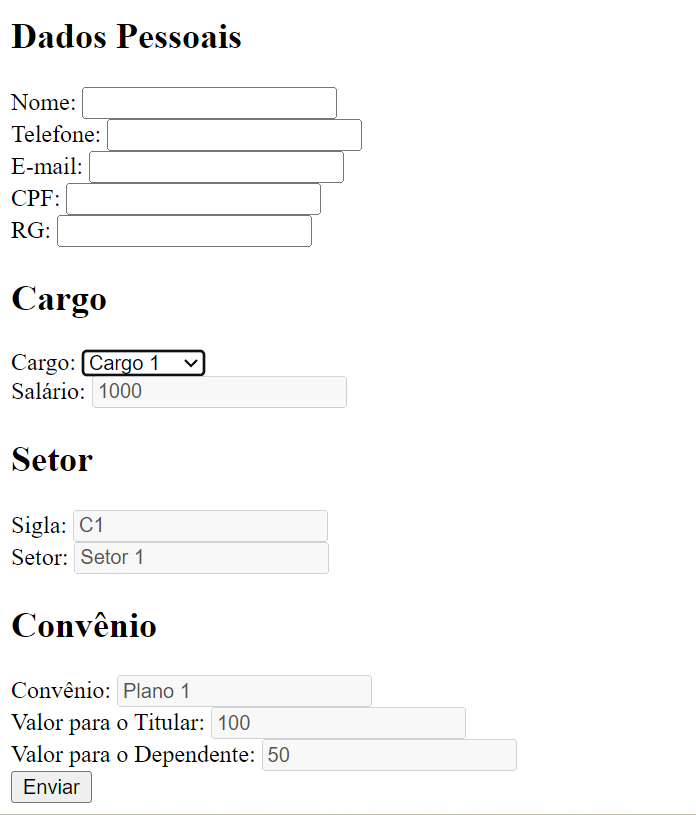 Dados Pessoais
Nome:
Telefone:
E-mail:
CPF:
RG:
Cargo
Cargo: Cargo 1
Salário: 1000
Setor
Sigla: C1
Setor: Setor 1
Convênio
Convênio: Plano 1
Valor para o Titular: 100
Valor para o Dependente: 50
Enviar